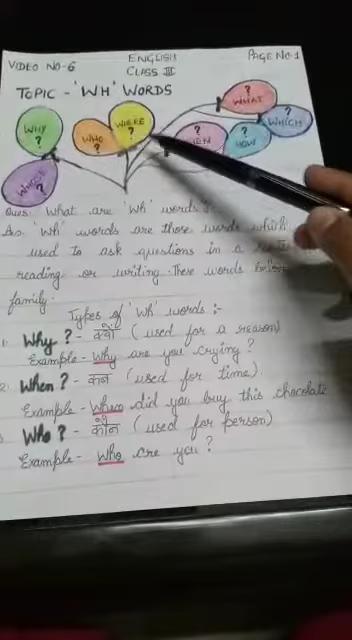 VIDEO NO-6
ENGLISH
CLASS III
PAGE NO.1
TOPIC - 'WH' WORDS
WHY ?
WHO ?
WHERE ?
WHAT ?
WHICH ?
HOW ?
WHOSE ?
Ques: What are 'Wh' words
Ans 'Wh' words are those words which
used to ask questions in a
reading or writing. These words
family.
Types of 'Wh' words :-
Why ? - क्यों (used for a reason)
Example - Why are you crying ?
2. When ? - कब (used for time).
Example - When did you buy this chocolate
Who ? - कौन (used for person)
Example - Who are you ?